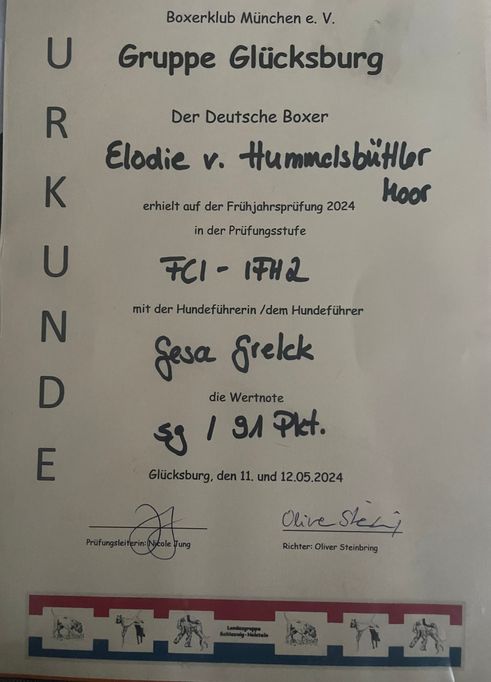 Boxerklub München e. V.
Gruppe Glücksburg
URKUNDE
Der Deutsche Boxer
Elodie v. Hummelsbüttler
Moor
erhielt auf der Frühjahrsprüfung 2024
in der Prüfungsstufe
FCI - IFH2
mit der Hundeführerin /dem Hundeführer
Gesa Grelck
die Wertnote
sg / 91 Pkt.
Glücksburg, den 11. und 12.05.2024
Oliver Steinbring
Prüfungsleiterin: Nicole Jung
Richter: Oliver Steinbring
Landesgruppe
Schleswig-Holstein